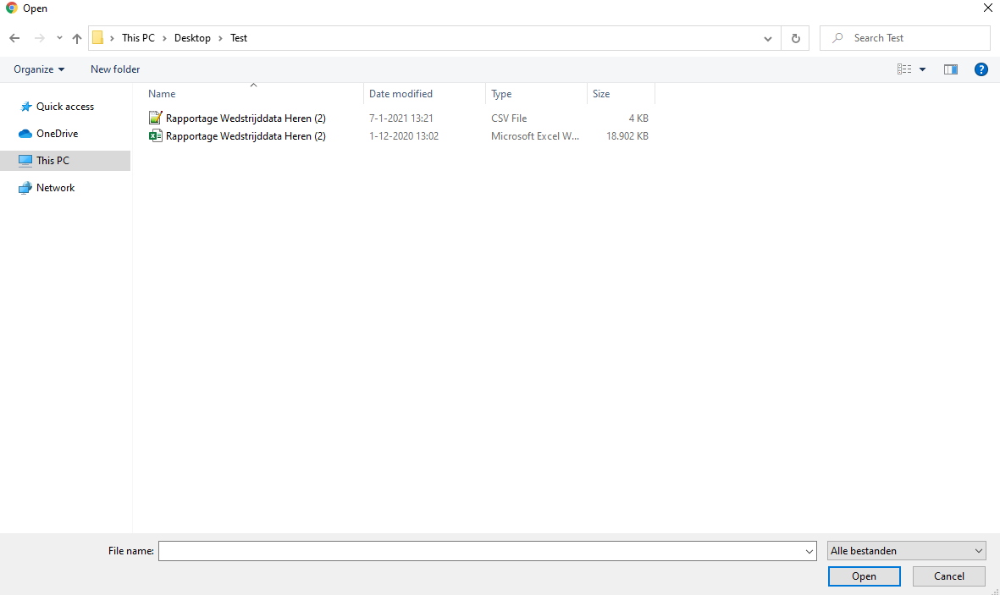 Open
This PC > Desktop > Test
Search Test
Organize
New folder
Name Date modified Type Size
Quick access
OneDrive
This PC
Network
Rapportage Wedstrijddata Heren (2) 7-1-2021 13:21 CSV File 4 KB
Rapportage Wedstrijddata Heren (2) 1-12-2020 13:02 Microsoft Excel W... 18.902 KB
File name:
Alle bestanden
Open
Cancel